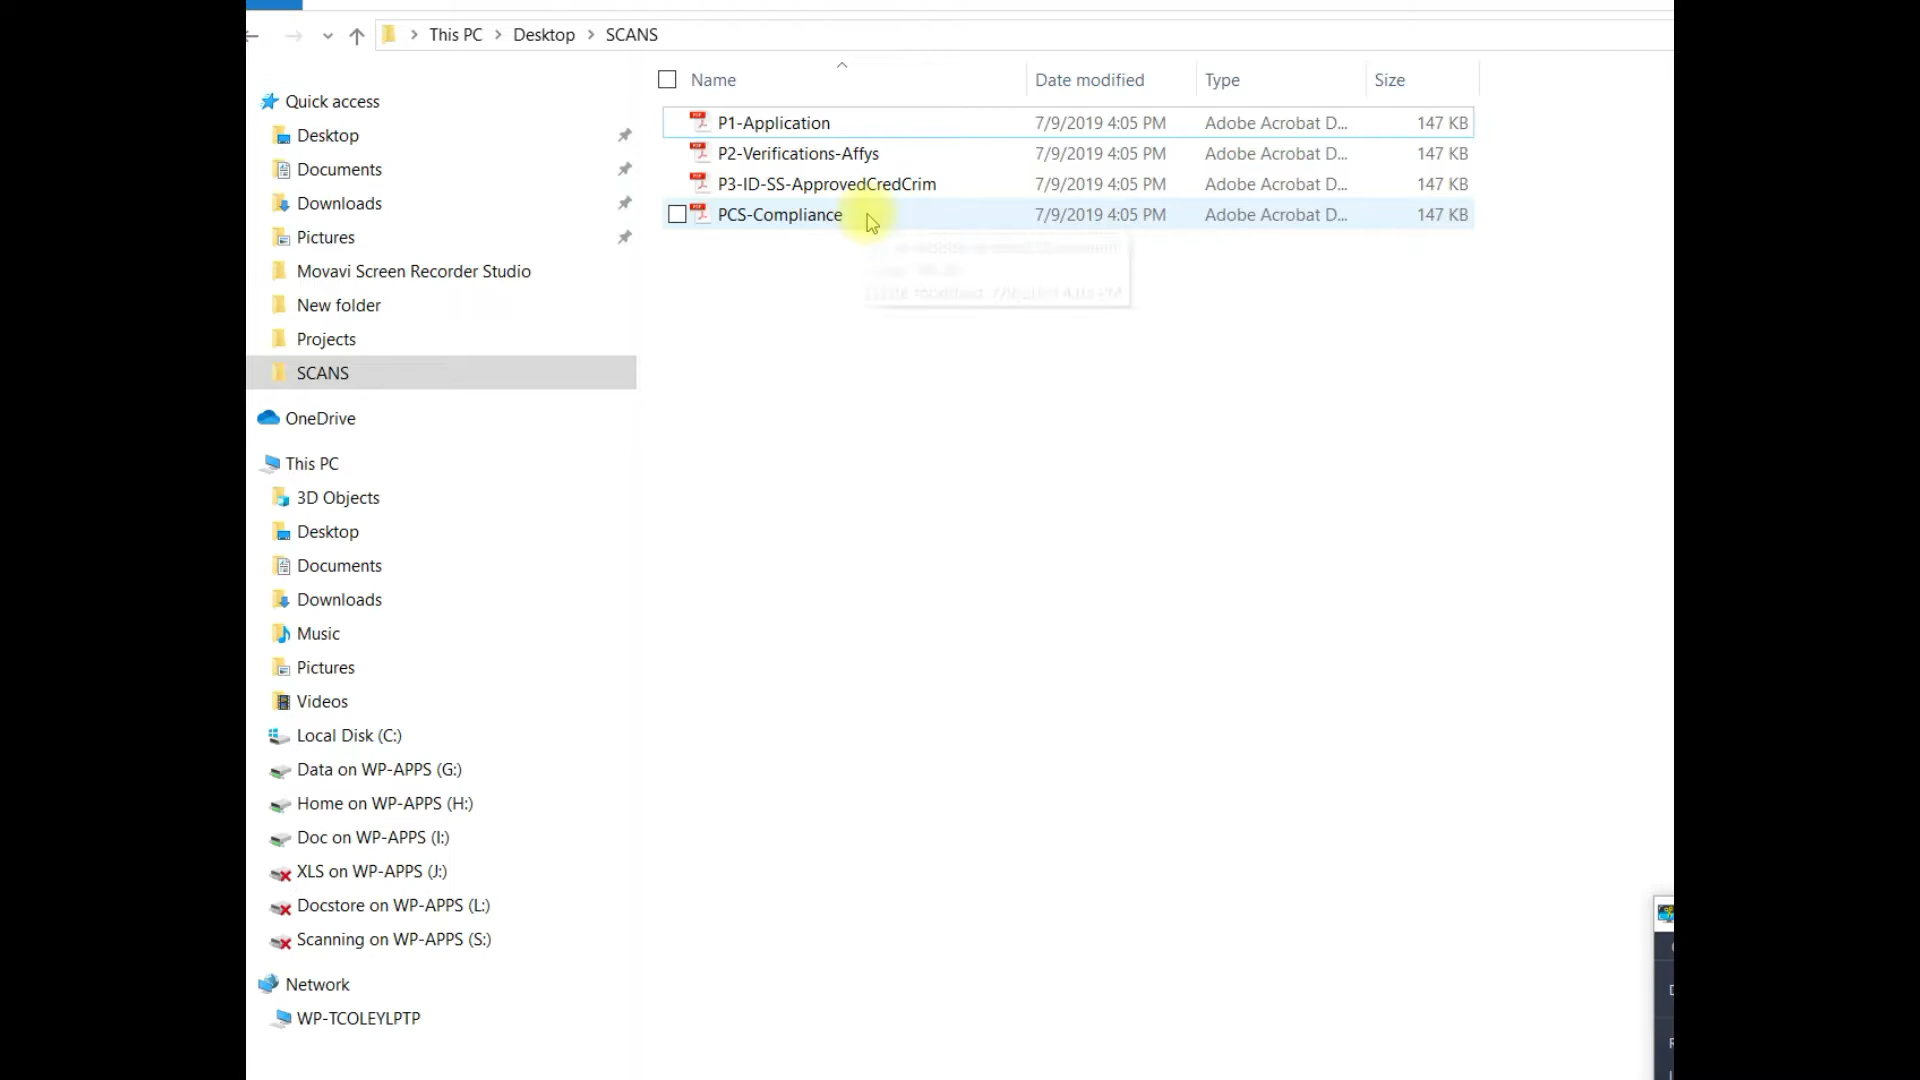 This PC > Desktop > SCANS
Name Date modified Type Size
P1-Application 7/9/2019 4:05 PM Adobe Acrobat D... 147 KB
P2-Verifications-Affys 7/9/2019 4:05 PM Adobe Acrobat D... 147 KB
P3-ID-SS-ApprovedCredCrim 7/9/2019 4:05 PM Adobe Acrobat D... 147 KB
PCS-Compliance 7/9/2019 4:05 PM Adobe Acrobat D... 147 KB
Quick access
Desktop
Documents
Downloads
Pictures
Movavi Screen Recorder Studio
New folder
Projects
SCANS
OneDrive
This PC
3D Objects
Desktop
Documents
Downloads
Music
Pictures
Videos
Local Disk (C:)
Data on WP-APPS (G:)
Home on WP-APPS (H:)
Doc on WP-APPS (I:)
XLS on WP-APPS (J:)
Docstore on WP-APPS (L:)
Scanning on WP-APPS (S:)
Network
WP-TCOLEYLPTP